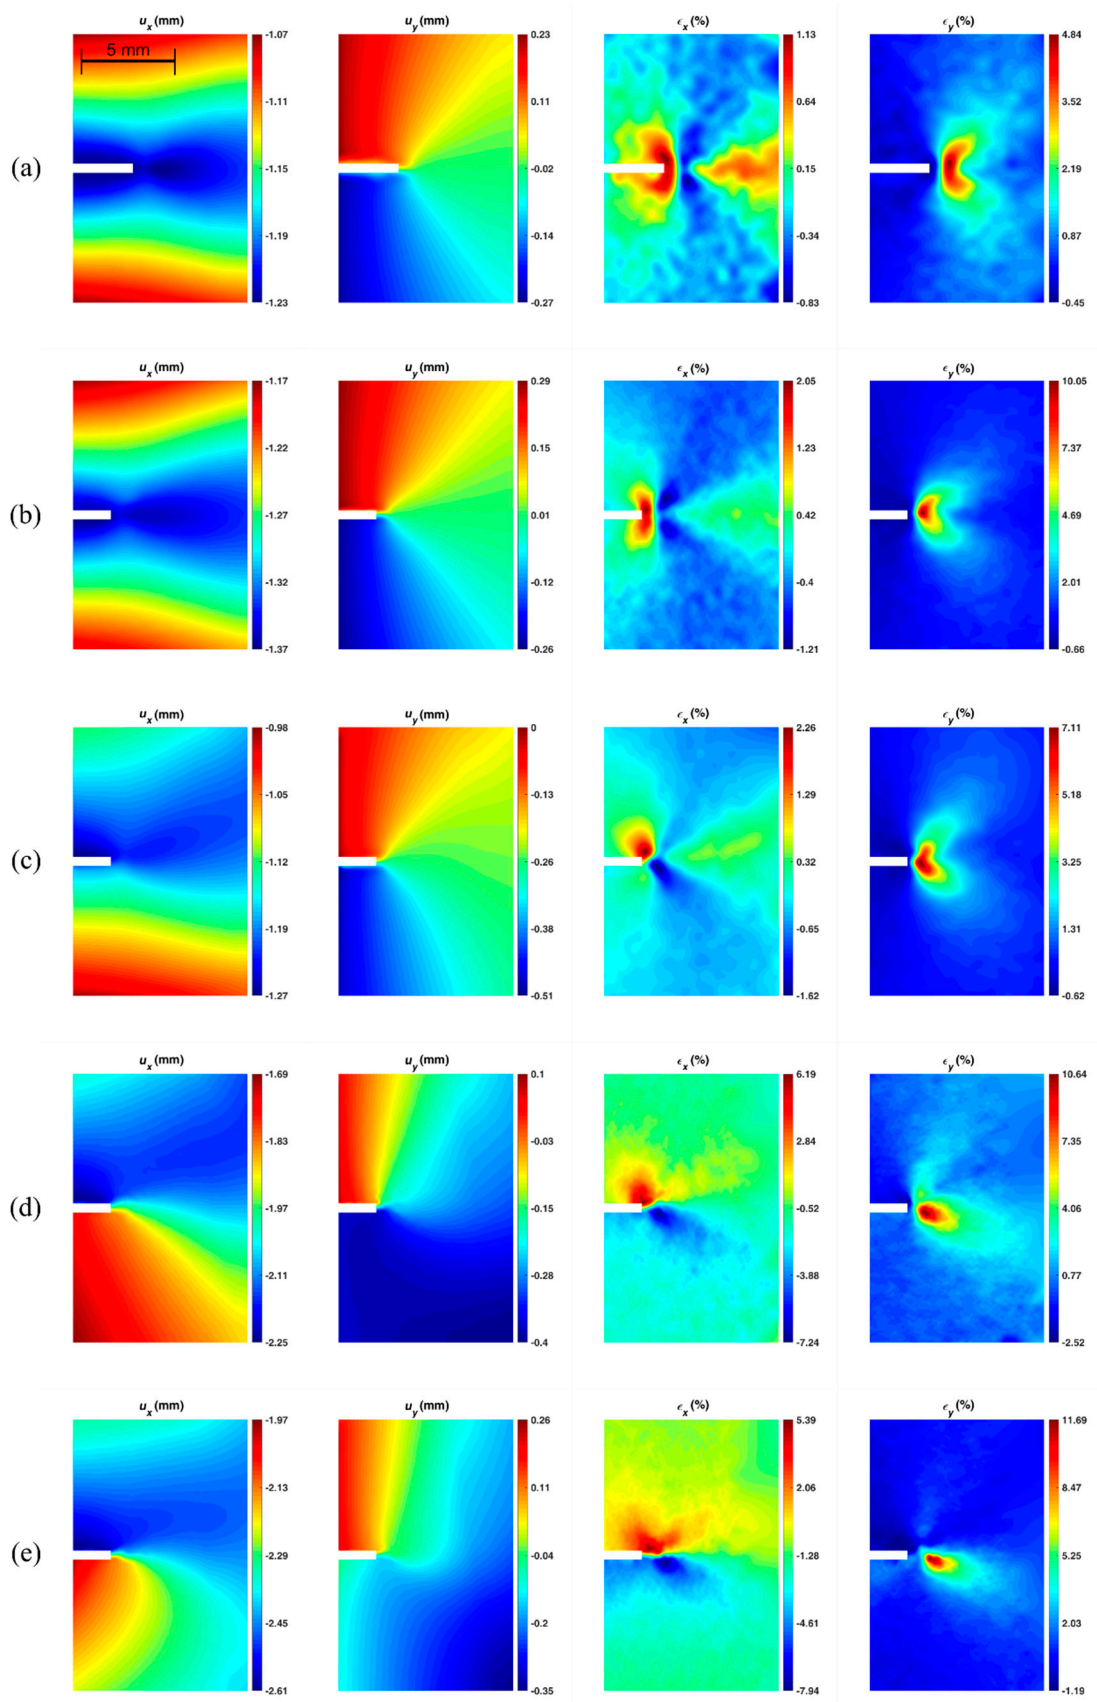 u_x (mm) u_y (mm) ϵ_x (%) ϵ_y (%)
5 mm
(a)
-1.07 0.23 1.13 4.84
-1.11 0.11 0.64 3.52
-1.15 -0.02 0.15 2.19
-1.19 -0.14 -0.34 0.87
-1.23 -0.27 -0.83 -0.45
u_x (mm) u_y (mm) ϵ_x (%) ϵ_y (%)
(b)
-1.17 0.29 2.05 10.05
-1.22 0.15 1.23 7.37
-1.27 0.01 0.42 4.69
-1.32 -0.12 -0.4 2.01
-1.37 -0.26 -1.21 -0.66
u_x (mm) u_y (mm) ϵ_x (%) ϵ_y (%)
(c)
-0.98 0 2.26 7.11
-1.05 -0.13 1.29 5.18
-1.12 -0.26 0.32 3.25
-1.19 -0.38 -0.65 1.31
-1.27 -0.51 -1.62 -0.62
u_x (mm) u_y (mm) ϵ_x (%) ϵ_y (%)
(d)
-1.69 0.1 6.19 10.64
-1.83 -0.03 2.84 7.35
-1.97 -0.15 -0.52 4.06
-2.11 -0.28 -3.88 0.77
-2.25 -0.4 -7.24 -2.52
u_x (mm) u_y (mm) ϵ_x (%) ϵ_y (%)
(e)
-1.97 0.26 5.39 11.69
-2.13 0.11 2.06 8.47
-2.29 -0.04 -1.28 5.25
-2.45 -0.2 -4.61 2.03
-2.61 -0.35 -7.94 -1.19